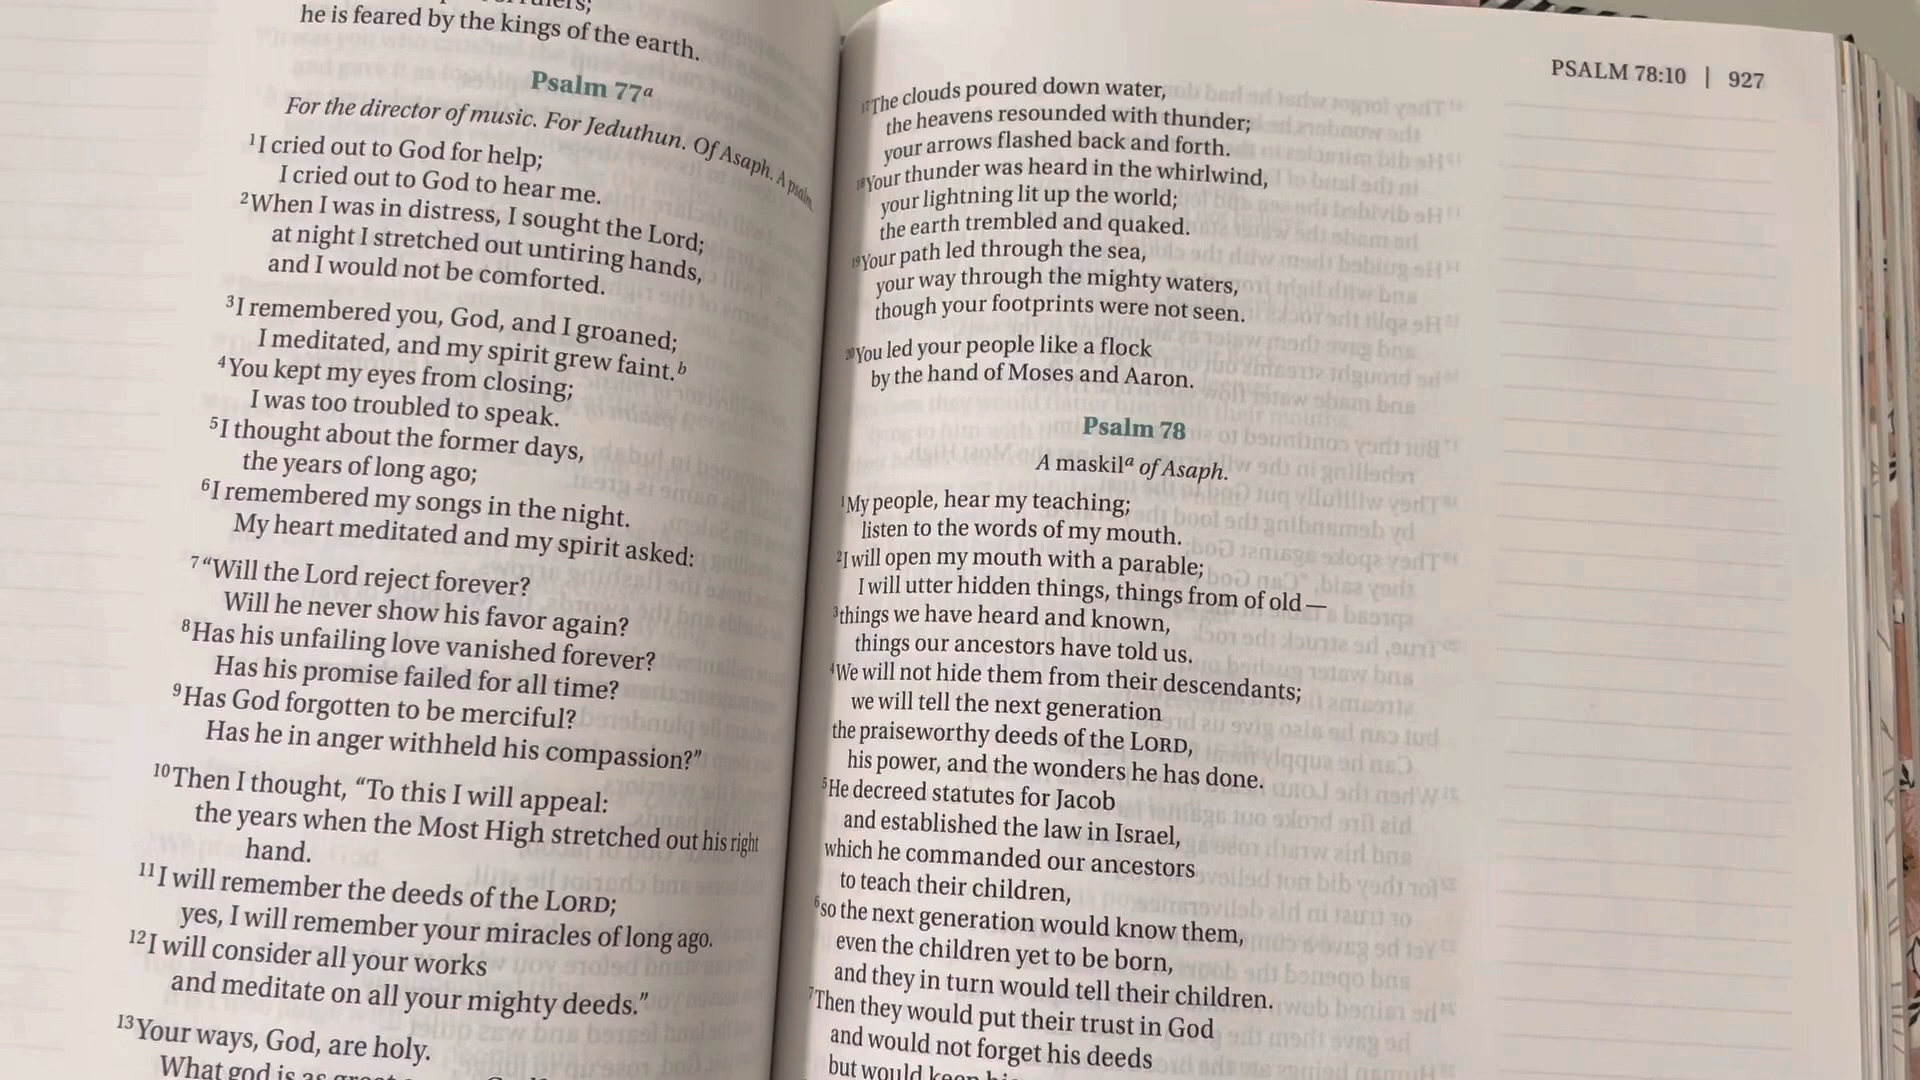 he is feared by the kings of the earth.
Psalm 77a
For the director of music. For Jeduthun. Of Asaph. A psalm.
1I cried out to God for help;
I cried out to God to hear me.
2When I was in distress, I sought the Lord;
at night I stretched out untiring hands,
and I would not be comforted.
3I remembered you, God, and I groaned;
I meditated, and my spirit grew faint.b
4You kept my eyes from closing;
I was too troubled to speak.
5I thought about the former days,
the years of long ago;
6I remembered my songs in the night.
My heart meditated and my spirit asked:
7“Will the Lord reject forever?
Will he never show his favor again?
8Has his unfailing love vanished forever?
Has his promise failed for all time?
9Has God forgotten to be merciful?
Has he in anger withheld his compassion?”
10Then I thought, “To this I will appeal:
the years when the Most High stretched out his right
hand.
11I will remember the deeds of the LORD;
yes, I will remember your miracles of long ago.
12I will consider all your works
and meditate on all your mighty deeds.”
13Your ways, God, are holy.
What god is as
PSALM 78:10 | 927
17The clouds poured down water,
the heavens resounded with thunder;
your arrows flashed back and forth.
18Your thunder was heard in the whirlwind,
your lightning lit up the world;
the earth trembled and quaked.
19Your path led through the sea,
your way through the mighty waters,
though your footprints were not seen.
20You led your people like a flock
by the hand of Moses and Aaron.
Psalm 78
A maskila of Asaph.
1My people, hear my teaching;
listen to the words of my mouth.
2I will open my mouth with a parable;
I will utter hidden things, things from of old—
3things we have heard and known,
things our ancestors have told us.
4We will not hide them from their descendants;
we will tell the next generation
the praiseworthy deeds of the LORD,
his power, and the wonders he has done.
5He decreed statutes for Jacob
and established the law in Israel,
which he commanded our ancestors
to teach their children,
6so the next generation would know them,
even the children yet to be born,
and they in turn would tell their children.
7Then they would put their trust in God
and would not forget his deeds
but would keep